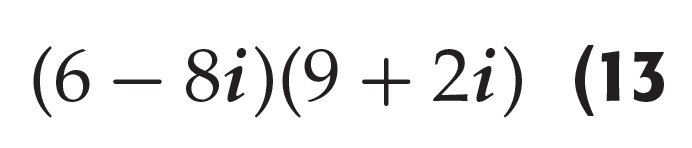 (6 − 8i)(9 + 2i) (13